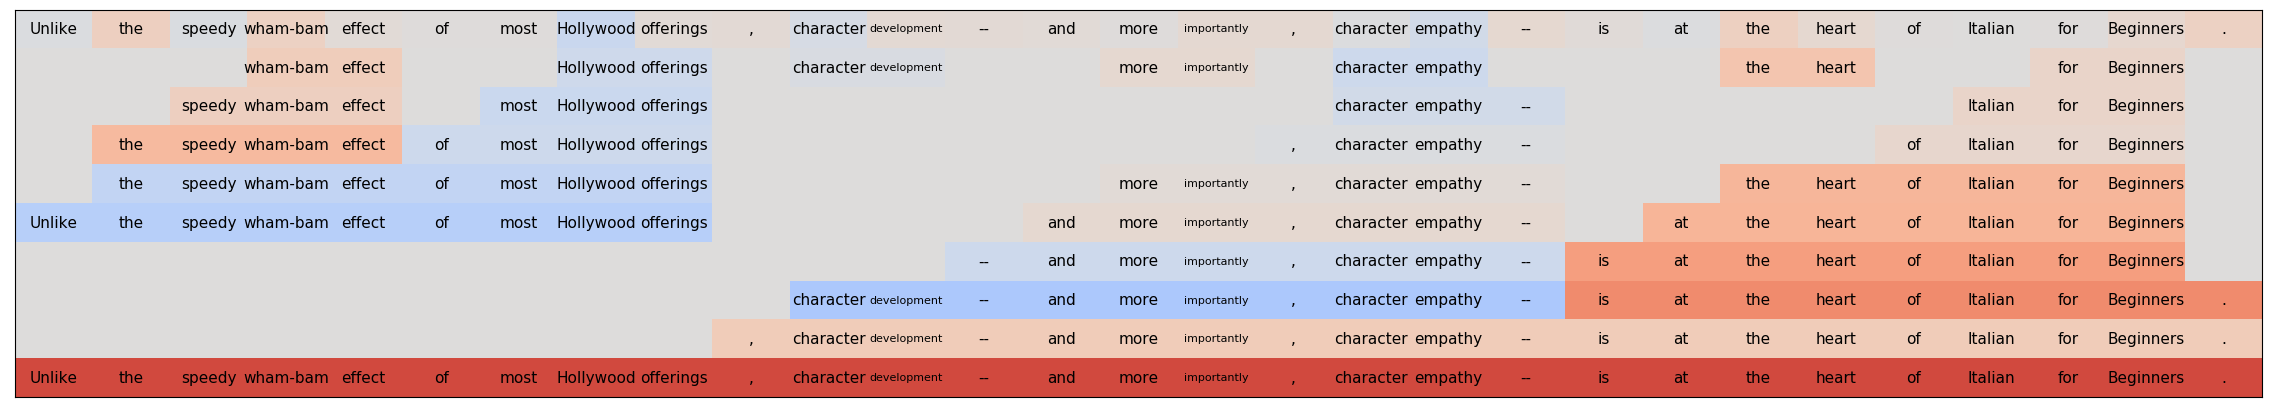 Unlike the speedy wham-bam effect of most Hollywood offerings , character development -- and more importantly , character empathy -- is at the heart of Italian for Beginners .
wham-bam effect Hollywood offerings character development more importantly character empathy the heart for Beginners
speedy wham-bam effect most Hollywood offerings character empathy -- Italian for Beginners
the speedy wham-bam effect of most Hollywood offerings , character empathy -- of Italian for Beginners
the speedy wham-bam effect of most Hollywood offerings more importantly , character empathy -- the heart of Italian for Beginners
Unlike the speedy wham-bam effect of most Hollywood offerings and more importantly , character empathy -- at the heart of Italian for Beginners
-- and more importantly , character empathy -- is at the heart of Italian for Beginners
character development -- and more importantly , character empathy -- is at the heart of Italian for Beginners .
, character development -- and more importantly , character empathy -- is at the heart of Italian for Beginners .
Unlike the speedy wham-bam effect of most Hollywood offerings , character development -- and more importantly , character empathy -- is at the heart of Italian for Beginners .